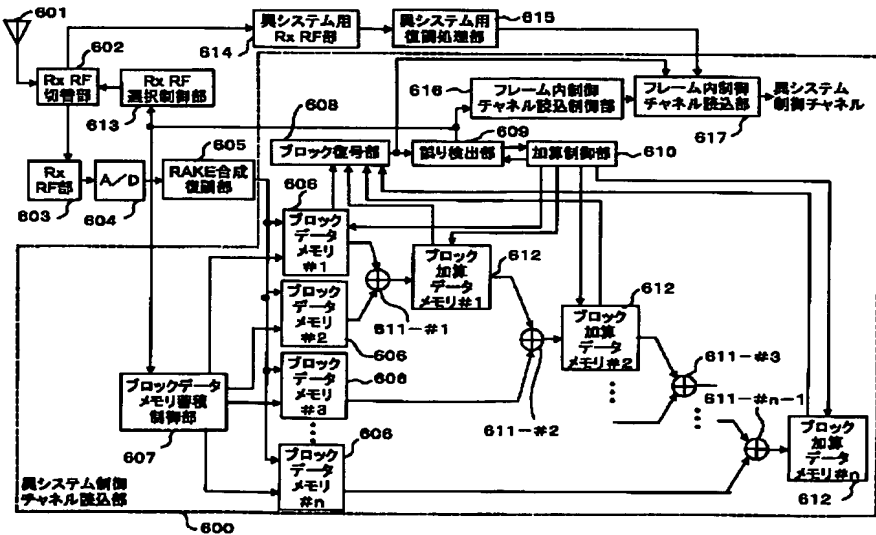 601
602
Rx RF
切替部
614
異システム用
Rx RF部
異システム用
復調処理部
615
Rx RF
選択制御部
613
616
フレーム内制御
チャネル読込制御部
フレーム内制御
チャネル読込部
617
異システム
制御チャネル
608
ブロック復号部
609
誤り検出部
加算制御部
610
Rx
RF部
603
A/D
604
605
RAKE合成
復調部
606
ブロック
データ
メモリ
#1
611-#1
ブロック
加算
データ
メモリ#1
612
ブロック
データ
メモリ
#2
606
611-#2
ブロック
加算
データ
メモリ#2
612
ブロック
データ
メモリ
#3
606
611-#3
611-#n-1
ブロックデータ
メモリ蓄積
制御部
607
ブロック
データ
メモリ
#n
606
ブロック
加算
データ
メモリ#n
612
異システム制御
チャネル読込部
600